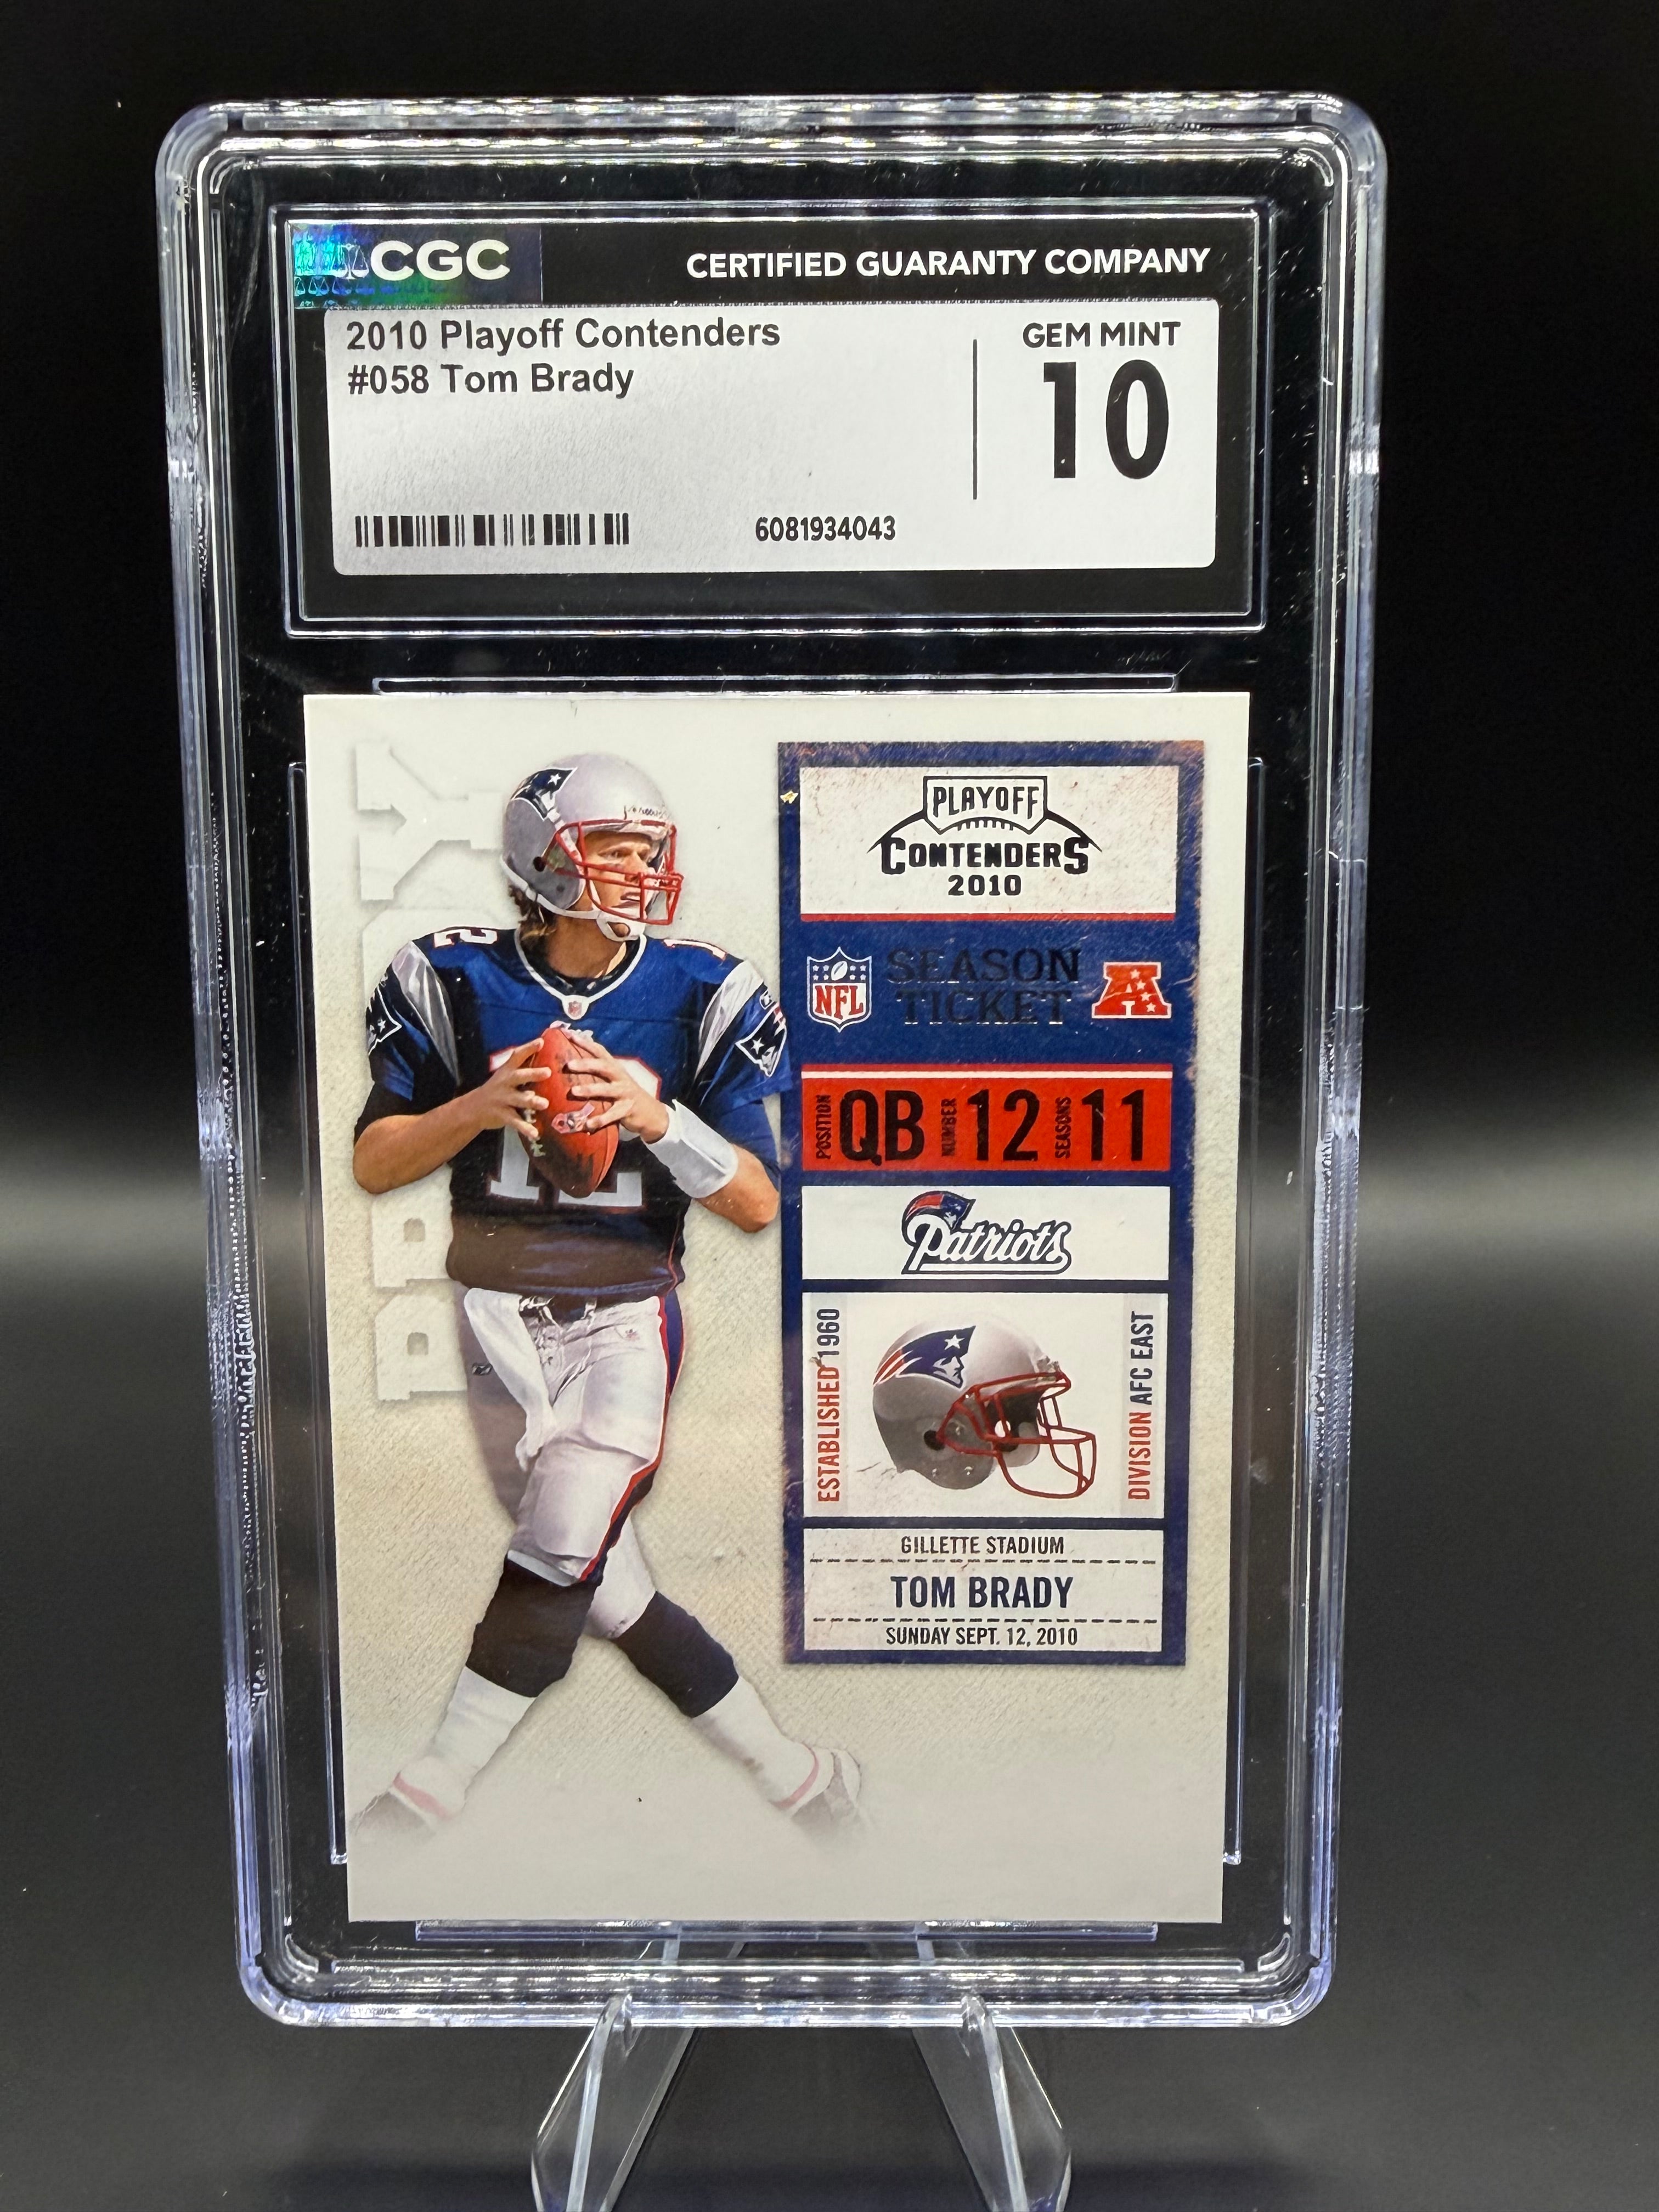 CGC
CERTIFIED GUARANTY COMPANY
2010 Playoff Contenders
#058 Tom Brady
GEM MINT
10
6081934043
PLAYOFF
CONTENDERS
2010
NFL
SEASON
TICKET
A
POSITION QB NUMBER 12 SEASONS 11
Patriots
ESTABLISHED 1960
DIVISION AFC EAST
GILLETTE STADIUM
TOM BRADY
SUNDAY SEPT. 12, 2010
BRADY
12
12